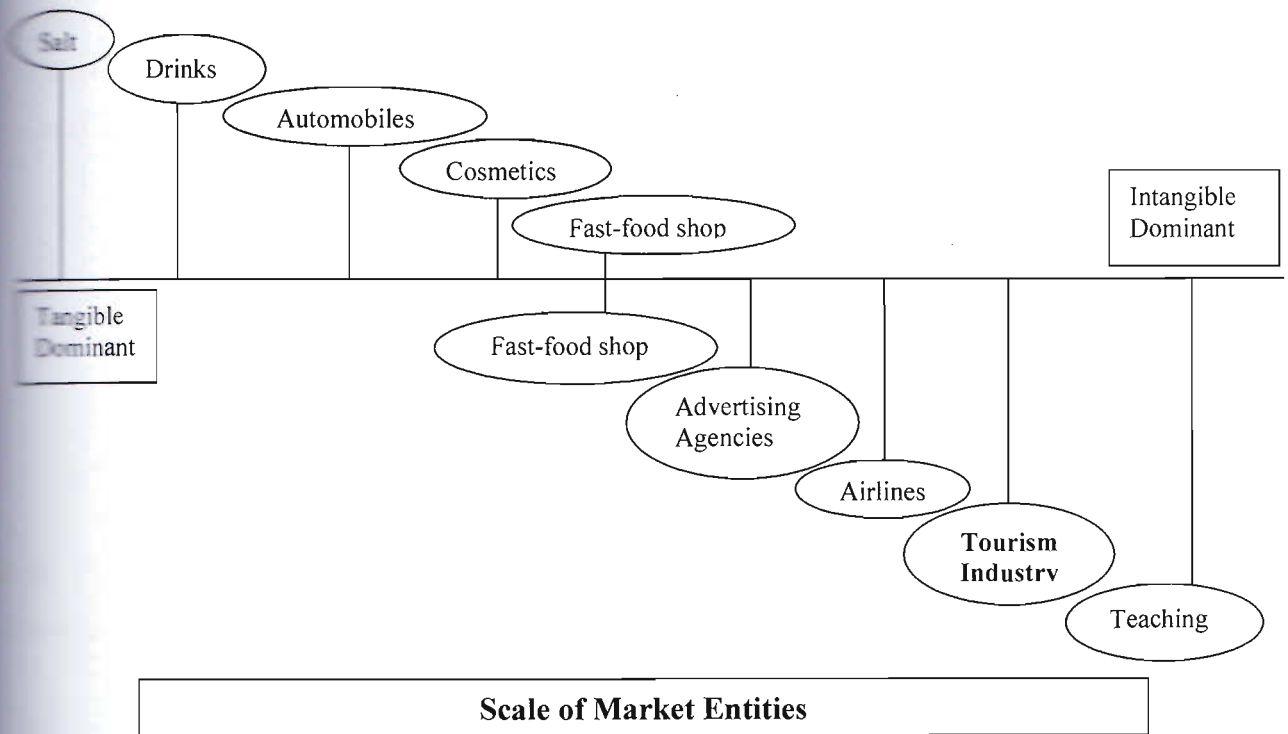 Salt
Drinks
Automobiles
Cosmetics
Fast-food shop
Intangible
Dominant
Tangible
Dominant
Fast-food shop
Advertising
Agencies
Airlines
Tourism
Industry
Teaching
Scale of Market Entities